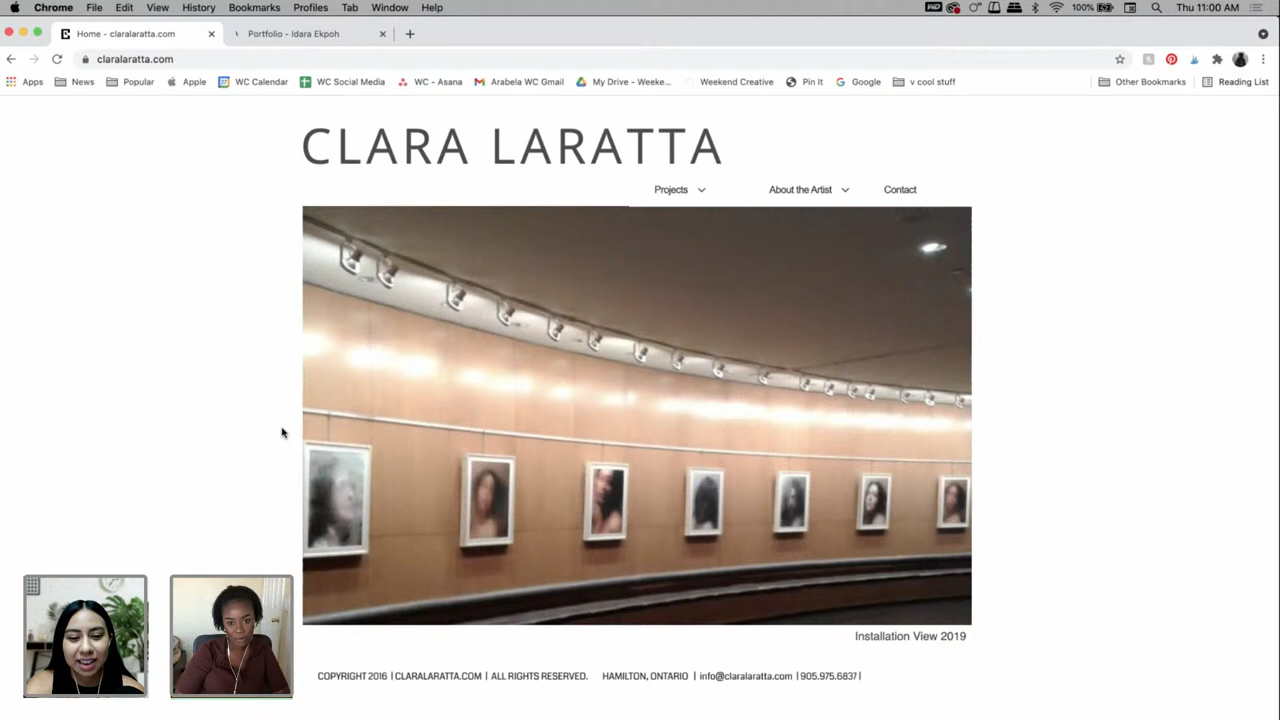 Chrome File Edit View History Bookmarks Profiles Tab Window Help 100% Thu 11:00 AM
Home - claralaratta.com Portfolio - Idara Ekpoh
claralaratta.com
Apps News Popular Apple WC Calendar WC Social Media WC - Asana Arabela WC Gmail My Drive - Weeke... Weekend Creative Pin It Google v cool stuff Other Bookmarks Reading List
CLARA LARATTA
Projects About the Artist Contact
Installation View 2019
COPYRIGHT 2016 | CLARALARATTA.COM | ALL RIGHTS RESERVED. HAMILTON, ONTARIO | info@claralaratta.com | 905.975.6837 |